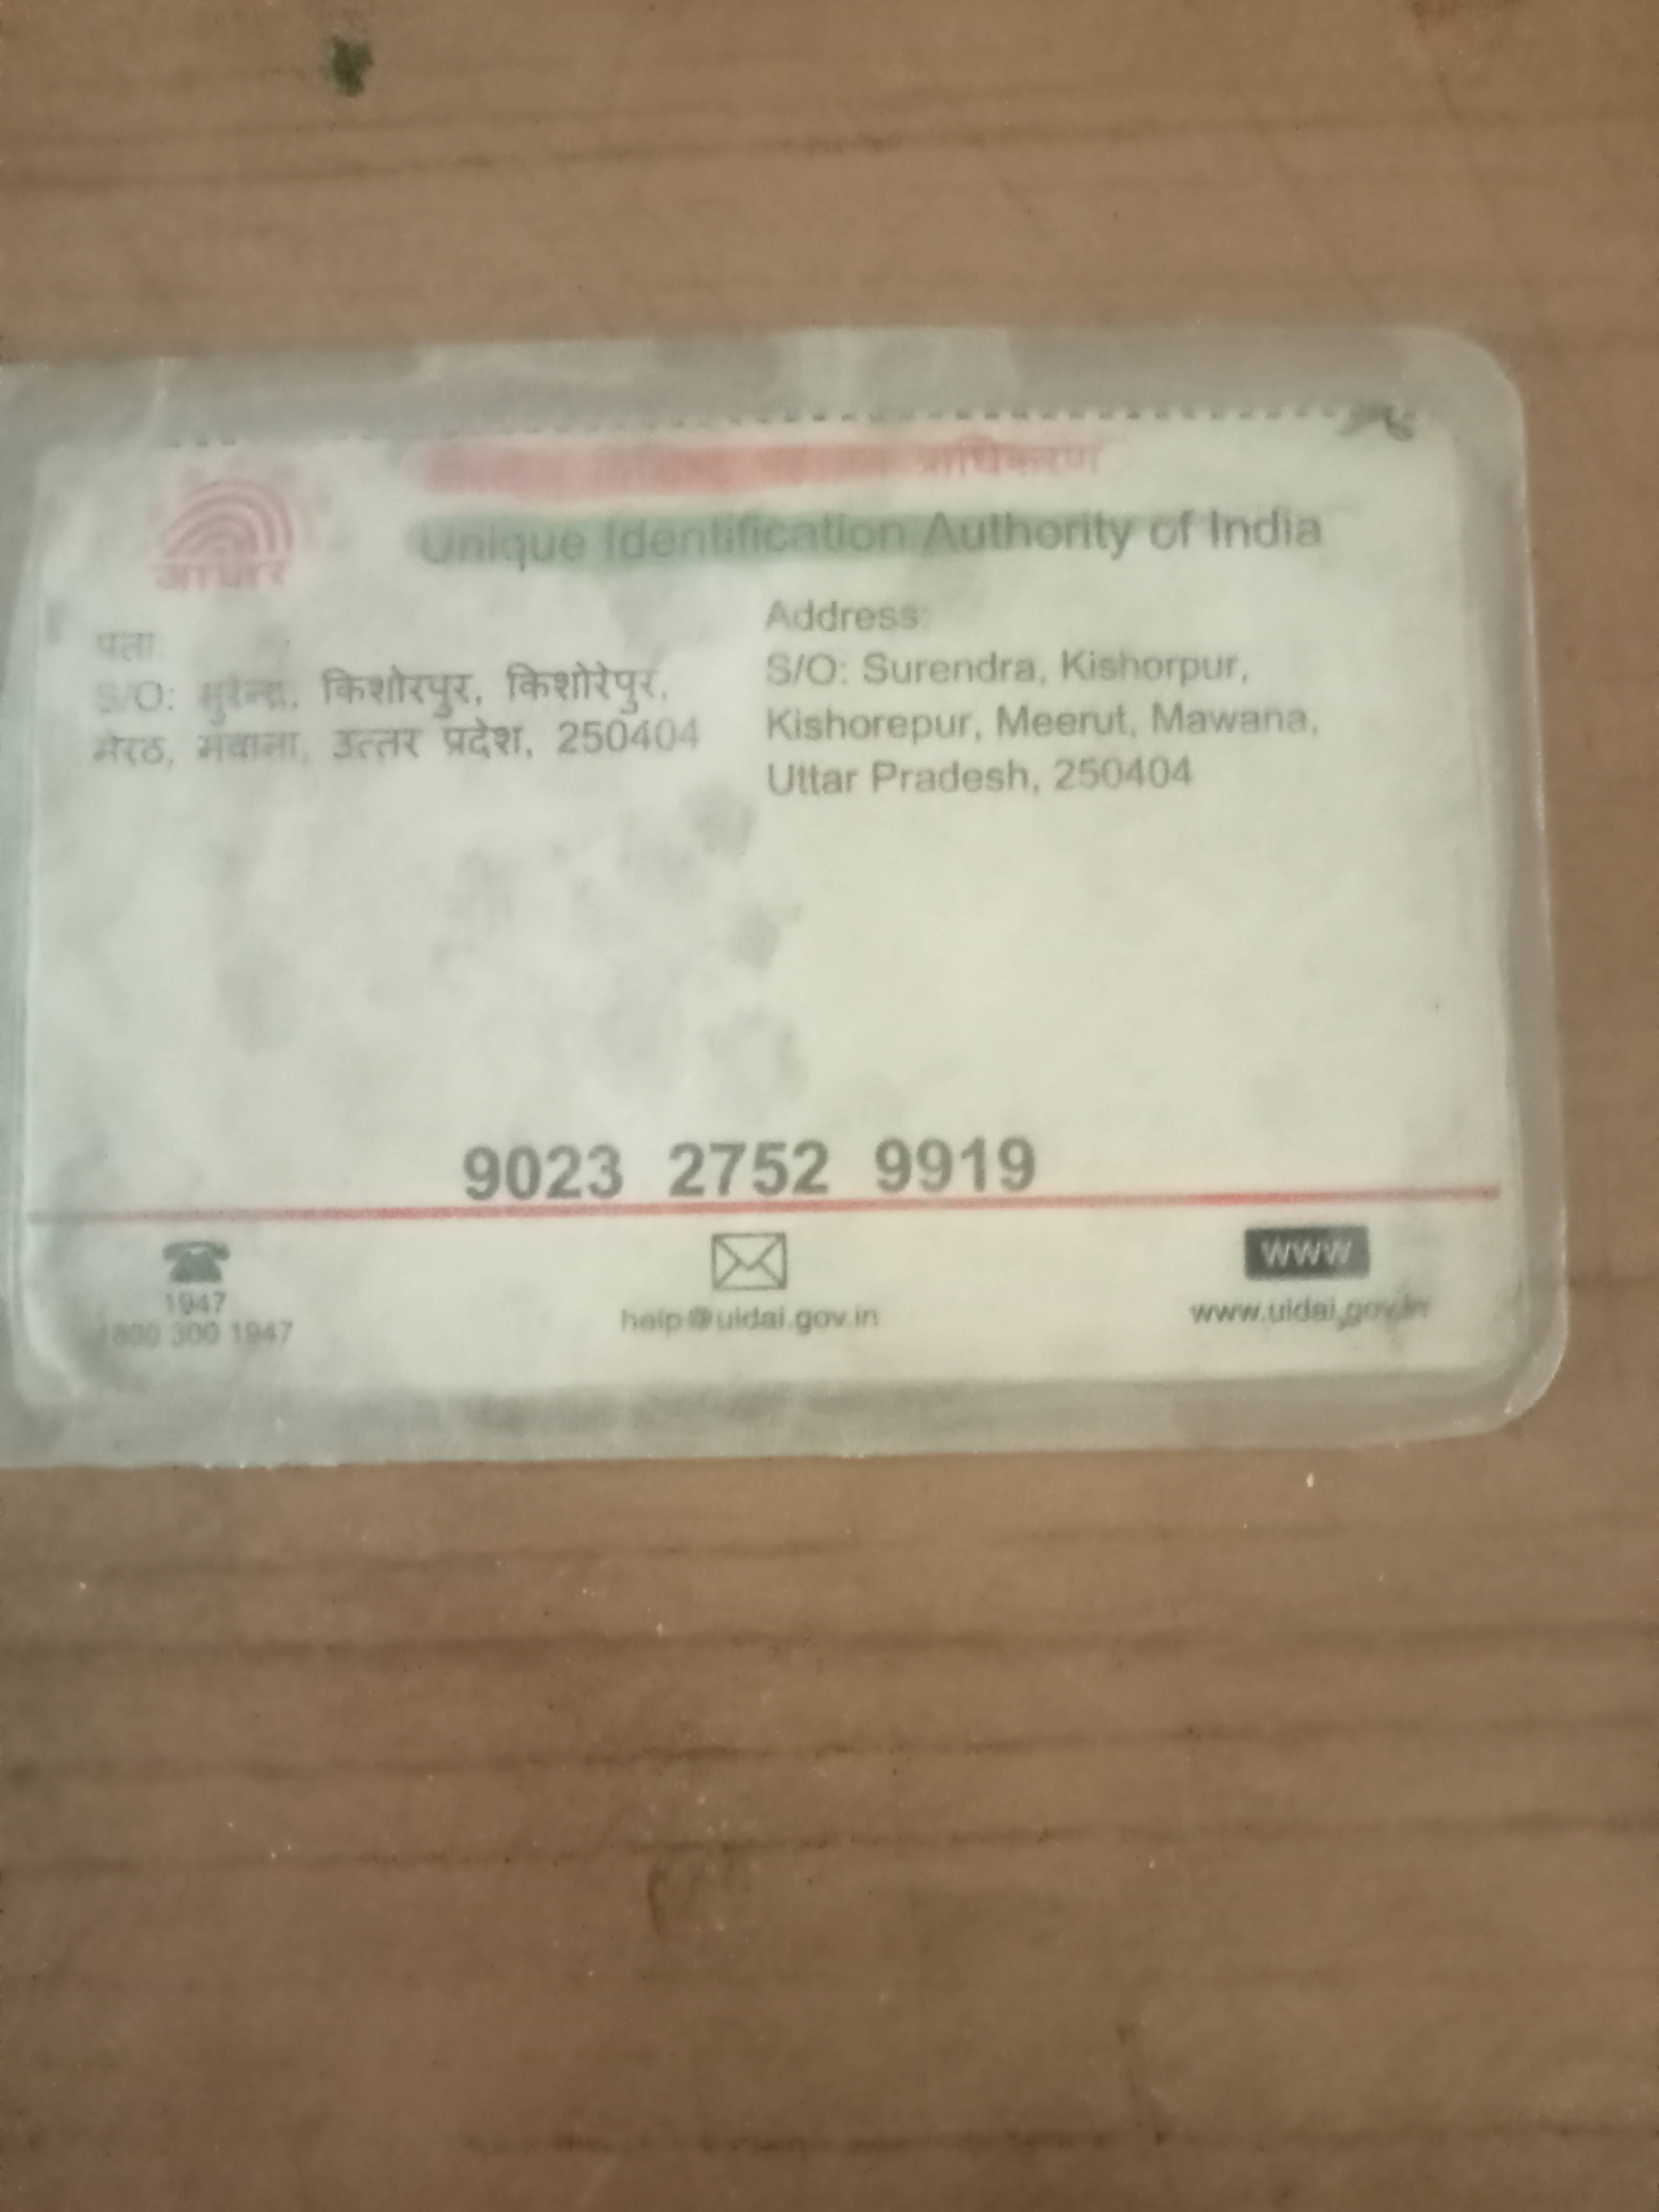 प्राधिकरण
Unique Identification Authority of India
आधार
पता
S/O: सुरेन्द्रा, किशोरपुर, किशोरेपुर,
मेरठ, मवाना, उत्तर प्रदेश, 250404
Address:
S/O: Surendra, Kishorpur,
Kishorepur, Meerut, Mawana,
Uttar Pradesh, 250404
9023 2752 9919
1947
1800 300 1947
help@uidai.gov.in
www
www.uidai.gov.in